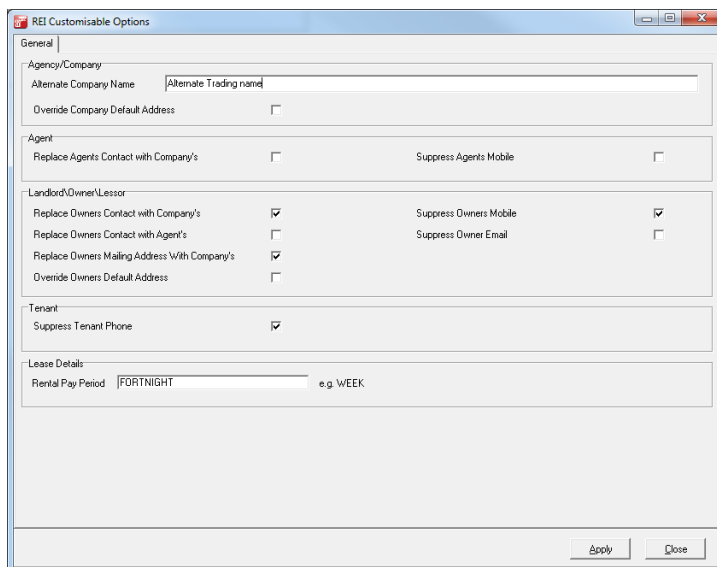 REI Customisable Options
General
Agency/Company
Alternate Company Name Alternate Trading name
Override Company Default Address
Agent
Replace Agents Contact with Company's Suppress Agents Mobile
Landlord\Owner\Lessor
Replace Owners Contact with Company's Suppress Owners Mobile
Replace Owners Contact with Agent's Suppress Owner Email
Replace Owners Mailing Address With Company's
Override Owners Default Address
Tenant
Suppress Tenant Phone
Lease Details
Rental Pay Period FORTNIGHT e.g. WEEK
Apply Close